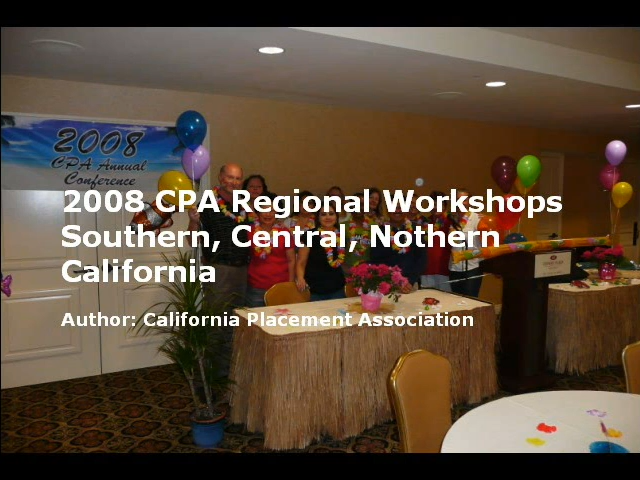 2008
CPA Annual
Conference
2008 CPA Regional Workshops
Southern, Central, Nothern
California
Author: California Placement Association